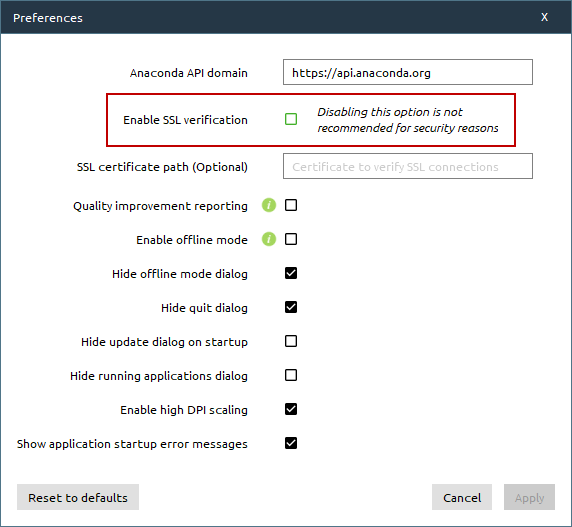 Preferences X
Anaconda API domain https://api.anaconda.org
Enable SSL verification Disabling this option is not
recommended for security reasons
SSL certificate path (Optional) Certificate to verify SSL connections
Quality improvement reporting i
Enable offline mode i
Hide offline mode dialog
Hide quit dialog
Hide update dialog on startup
Hide running applications dialog
Enable high DPI scaling
Show application startup error messages
Reset to defaults Cancel Apply